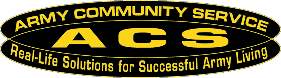 ARMY COMMUNITY SERVICE
ACS
Real-Life Solutions for Successful Army Living